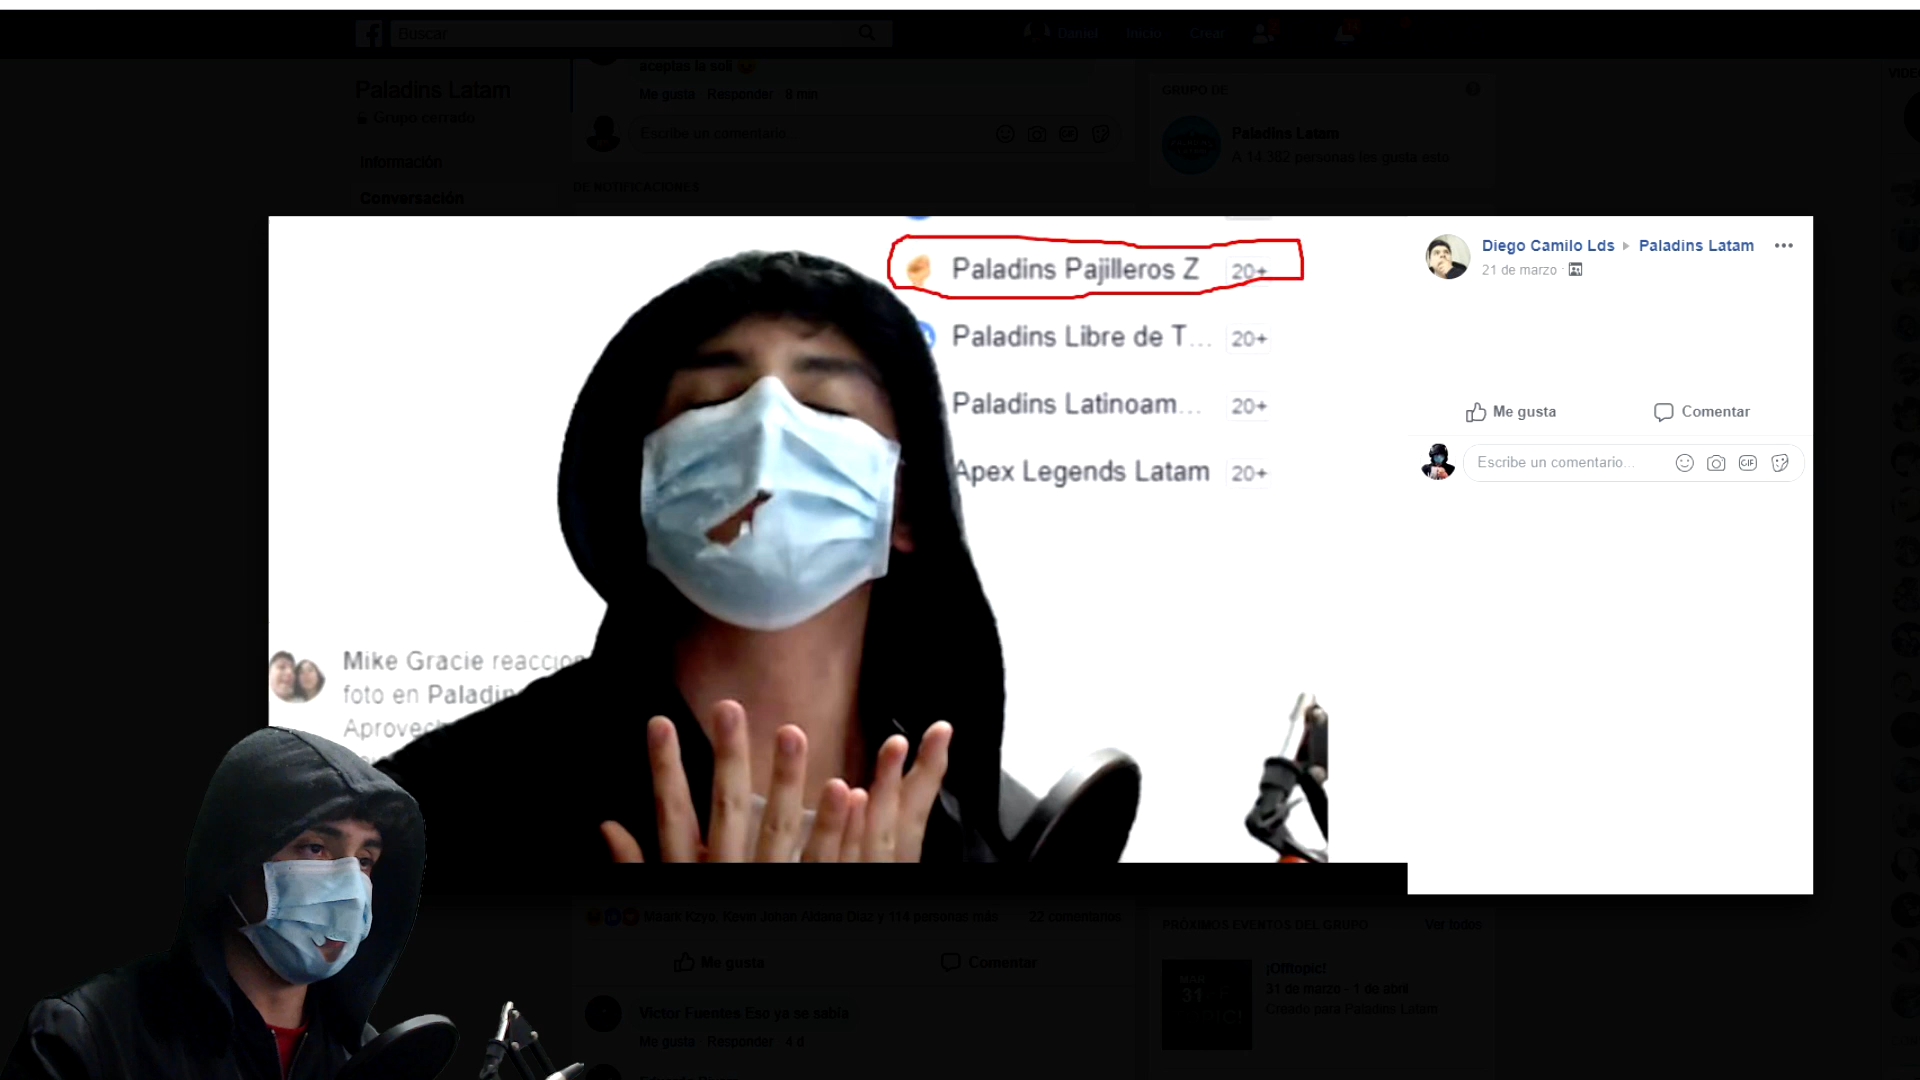 Buscar
Daniel
Inicio
Crear
Paladins Latam
Grupo cerrado
Información
Conversación
aceptas la soli
Me gusta Responder 8 min
Escribe un comentario...
DE NOTIFICACIONES
GRUPO DE
Paladins Latam
A 14.382 personas les gusta esto
Paladins Pajilleros Z 20+
Paladins Libre de T... 20+
Paladins Latinoam... 20+
Apex Legends Latam 20+
Mike Gracie reaccion
foto en Paladin
Aprovech
Diego Camilo Lds ▸ Paladins Latam
21 de marzo ·
Me gusta Comentar
Escribe un comentario...
GIF
Maark Kzyo, Kevin Johan Aldana Diaz y 114 personas más 22 comentarios
Me gusta Comentar
Victor Fuentes Eso ya se sabía
Me gusta Responder 4 d
PRÓXIMOS EVENTOS DEL GRUPO Ver todos
31
¡Offtopic!
31 de marzo - 1 de abril
Creado para Paladins Latam